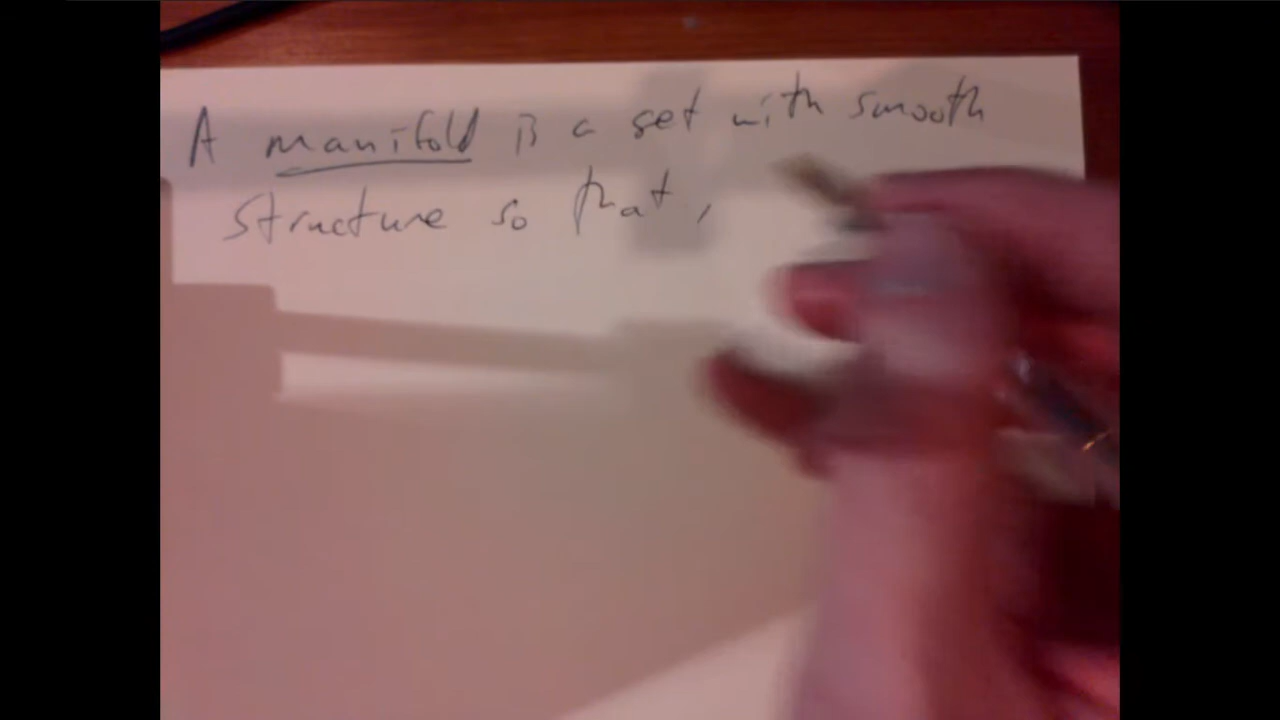 A manifold is a set with smooth
structure so that,